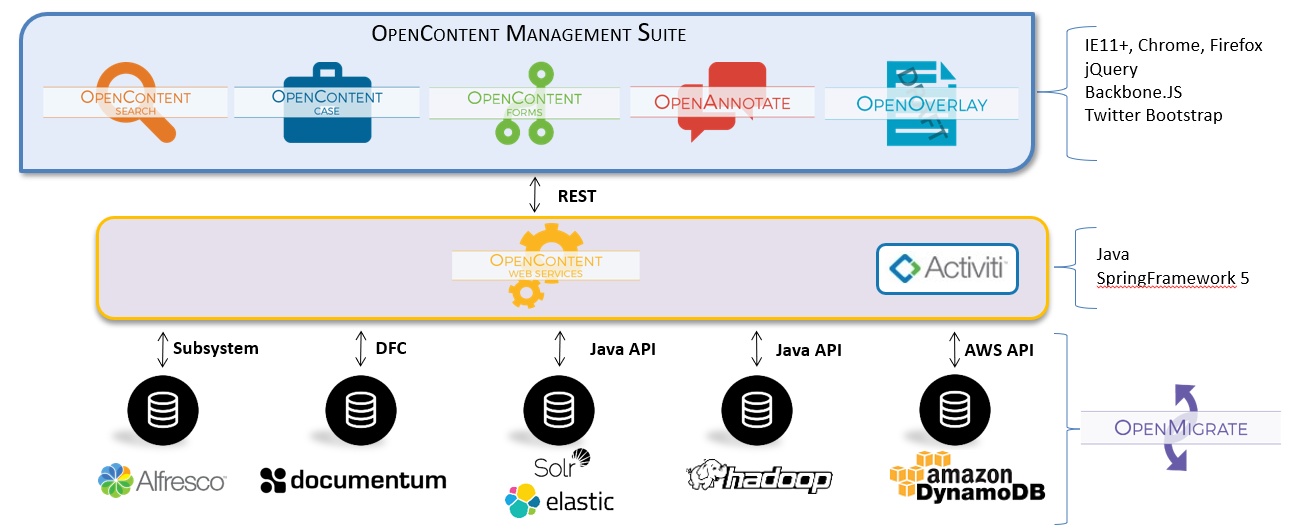 OpenContent Management Suite
OpenContent
Search
OpenContent
Case
OpenContent
Forms
OpenAnnotate
DRAFT
OpenOverlay
IE11+, Chrome, Firefox
jQuery
Backbone.JS
Twitter Bootstrap
REST
OpenContent
Web Services
Activiti™
Java
SpringFramework 5
Subsystem
DFC
Java API
Java API
AWS API
Alfresco
documentum
Solr
elastic
hadoop
amazon
DynamoDB
OpenMigrate